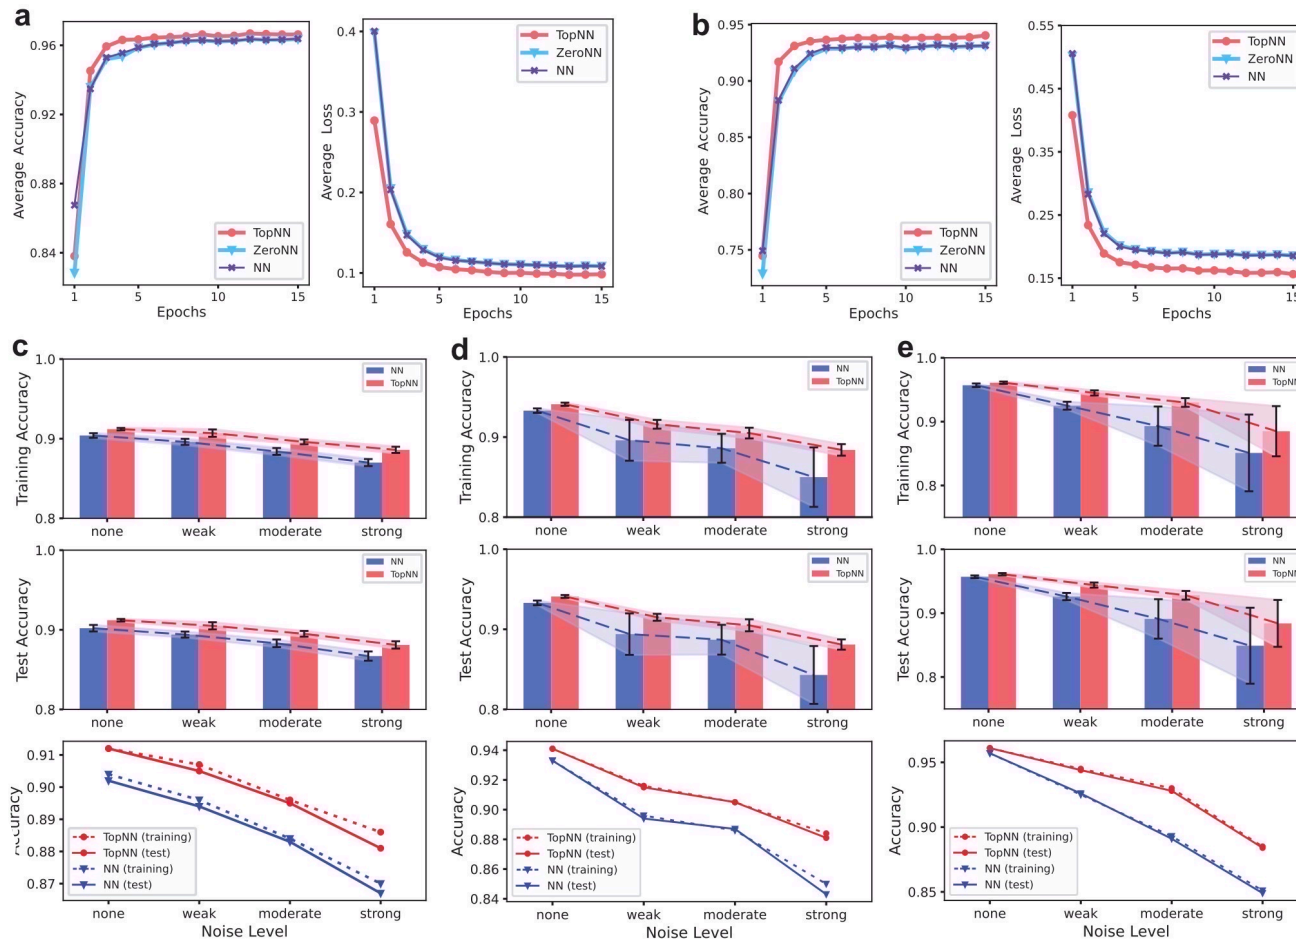 a
0.96
0.92
0.88
0.84
Average Accuracy
1
5
10
15
Epochs
TopNN
ZeroNN
NN
0.4
0.3
0.2
0.1
Average Loss
1
5
10
15
Epochs
TopNN
ZeroNN
NN
b
0.95
0.90
0.85
0.80
0.75
Average Accuracy
1
5
10
15
Epochs
TopNN
ZeroNN
NN
0.55
0.45
0.35
0.25
0.15
Average Loss
1
5
10
15
Epochs
TopNN
ZeroNN
NN
c
1.0
0.9
0.8
Training Accuracy
NN
TopNN
none weak moderate strong
1.0
0.9
0.8
Test Accuracy
NN
TopNN
none weak moderate strong
0.91
0.90
0.89
0.88
0.87
Accuracy
TopNN (training)
TopNN (test)
NN (training)
NN (test)
none weak moderate strong
Noise Level
d
1.0
0.9
0.8
Training Accuracy
NN
TopNN
none weak moderate strong
1.0
0.9
0.8
Test Accuracy
NN
TopNN
none weak moderate strong
0.94
0.92
0.90
0.88
0.86
0.84
Accuracy
TopNN (training)
TopNN (test)
NN (training)
NN (test)
none weak moderate strong
Noise Level
e
1.0
0.9
0.8
Training Accuracy
NN
TopNN
none weak moderate strong
1.0
0.9
0.8
Test Accuracy
NN
TopNN
none weak moderate strong
0.95
0.90
0.85
Accuracy
TopNN (training)
TopNN (test)
NN (training)
NN (test)
none weak moderate strong
Noise Level